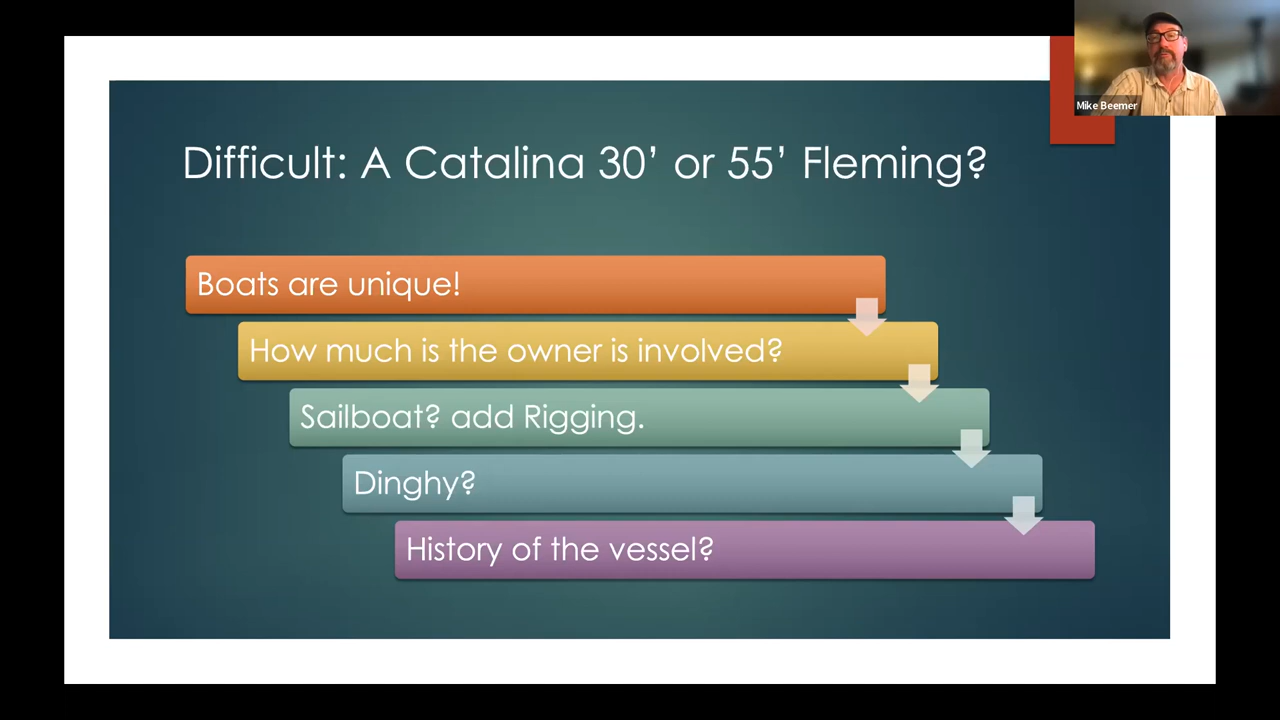 Mike Beemer
Difficult: A Catalina 30’ or 55’ Fleming?
Boats are unique!
How much is the owner is involved?
Sailboat? add Rigging.
Dinghy?
History of the vessel?